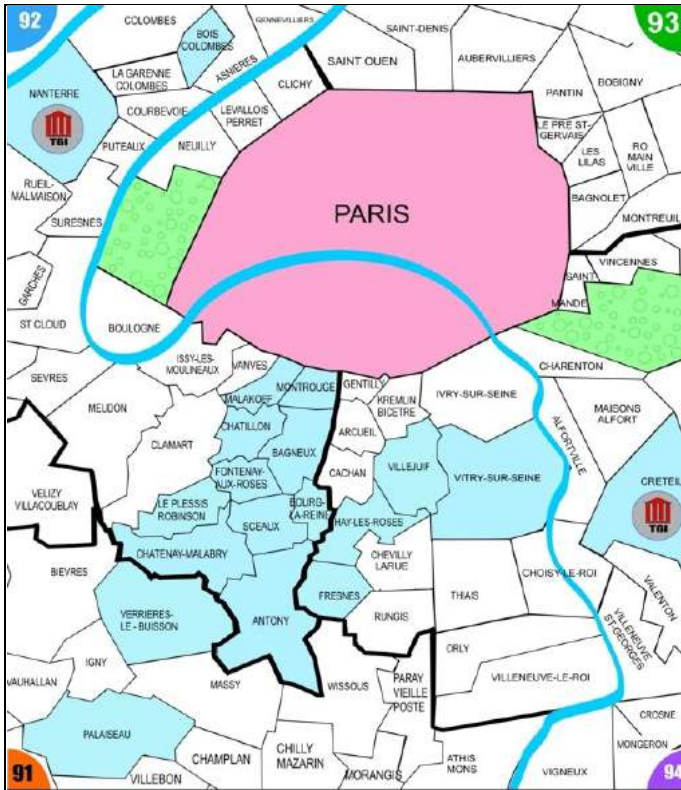 92
COLOMBES
GENNEVILLIERS
SAINT-DENIS
93
BOIS
COLOMBES
ASNIERES
SAINT OUEN
AUBERVILLIERS
LA GARENNE
COLOMBES
CLICHY
PANTIN
BOBIGNY
NANTERRE
TGI
COURBEVOIE
LEVALLOIS
PERRET
PUTEAUX
NEUILLY
LE PRE ST-
GERVAIS
LES
LILAS
RO
MAIN
VILLE
RUEIL-
MALMAISON
SURESNES
PARIS
BAGNOLET
MONTREUIL
GARCHES
VINCENNES
SAINT
MANDE
ST CLOUD
BOULOGNE
ISSY-LES-
MOULINEAUX
VANVES
CHARENTON
SEVRES
MEUDON
MALAKOFF
MONTROUGE
GENTILLY
KREMLIN
BICETRE
IVRY-SUR-SEINE
MAISONS
ALFORT
ALFORTVILLE
CLAMART
CHATILLON
BAGNEUX
ARCUEIL
CACHAN
VILLEJUIF
VITRY-SUR-SEINE
CRETEIL
TGI
VELIZY
VILLACOUBLAY
FONTENAY-
AUX-ROSES
LE PLESSIS
ROBINSON
SCEAUX
BOURG-
LA-REINE
HAY-LES-ROSES
CHATENAY-MALABRY
CHEVILLY
LARUE
BIEVRES
FRESNES
THAIS
CHOISY-LE-ROI
VALENTON
VILLENEUVE
ST-GEORGES
VERRIERES-
LE-BUISSON
ANTONY
RUNGIS
ORLY
IGNY
VAUHALLAN
MASSY
WISSOUS
PARAY
VIEILLE
POSTE
VILLENEUVE-LE-ROI
PALAISEAU
CHAMPLAN
CHILLY
MAZARIN
CROSNE
MONGERON
91
VILLEBON
MORANGIS
ATHIS
MONS
VIGNEUX
94